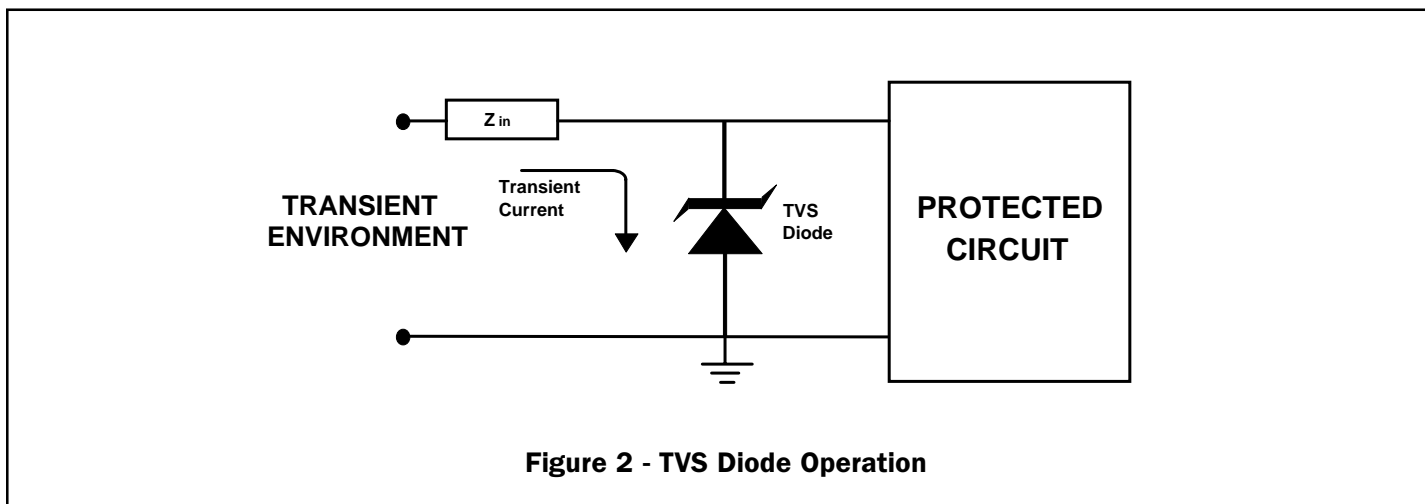 Z in
TRANSIENT
ENVIRONMENT
Transient
Current
TVS
Diode
PROTECTED
CIRCUIT
Figure 2 - TVS Diode Operation